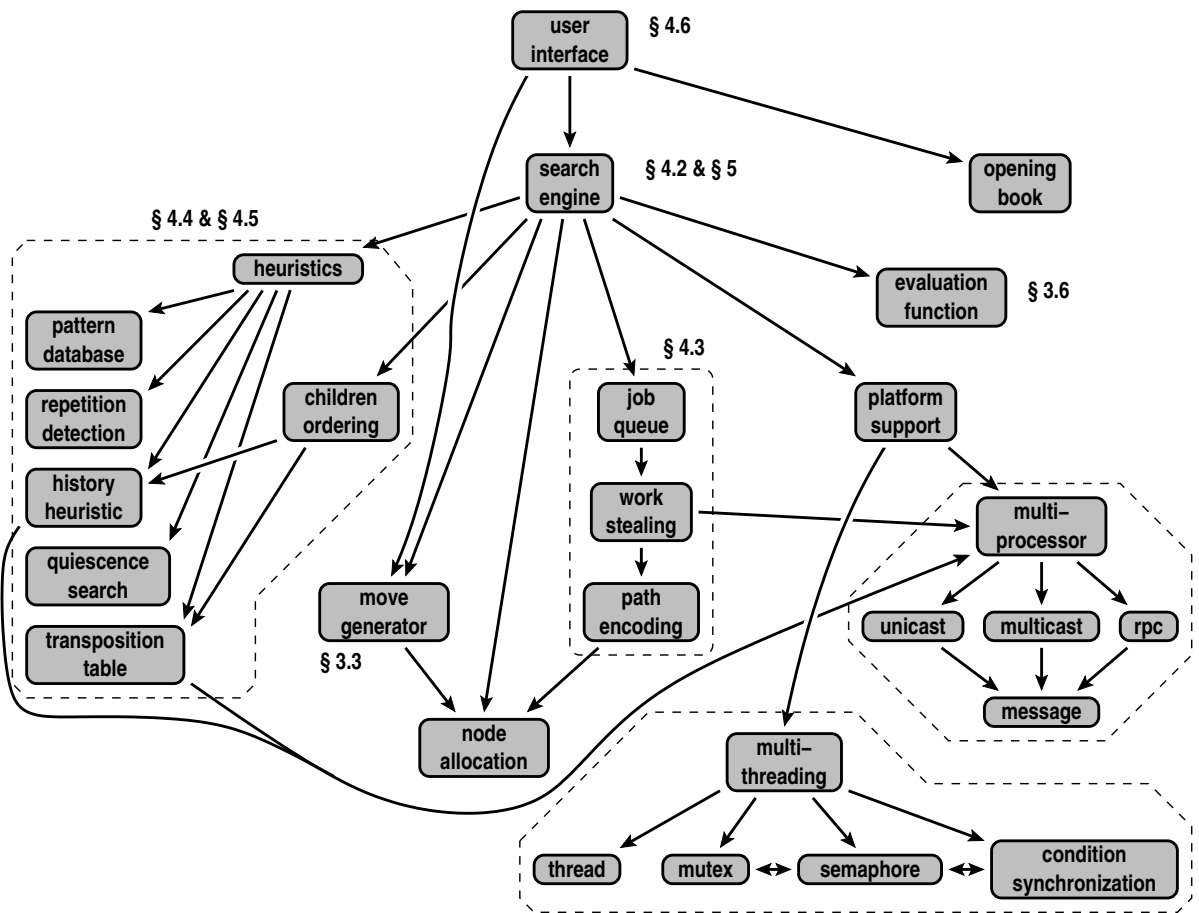 user
interface
§ 4.6
search
engine
§ 4.2 & § 5
opening
book
§ 4.4 & § 4.5
heuristics
evaluation
function
§ 3.6
pattern
database
§ 4.3
repetition
detection
children
ordering
job
queue
platform
support
history
heuristic
work
stealing
multi–
processor
quiescence
search
move
generator
§ 3.3
path
encoding
unicast
multicast
rpc
transposition
table
message
node
allocation
multi–
threading
thread
mutex
semaphore
condition
synchronization